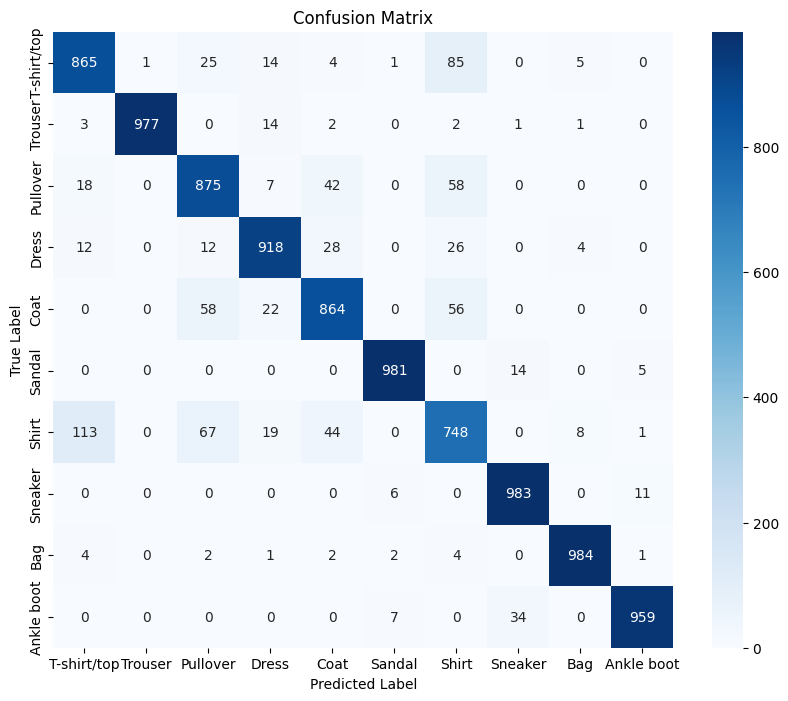 Confusion Matrix
T-shirt/top 865 1 25 14 4 1 85 0 5 0
Trouser 3 977 0 14 2 0 2 1 1 0
Pullover 18 0 875 7 42 0 58 0 0 0
Dress 12 0 12 918 28 0 26 0 4 0
Coat 0 0 58 22 864 0 56 0 0 0
Sandal 0 0 0 0 0 981 0 14 0 5
Shirt 113 0 67 19 44 0 748 0 8 1
Sneaker 0 0 0 0 0 6 0 983 0 11
Bag 4 0 2 1 2 2 4 0 984 1
Ankle boot 0 0 0 0 0 7 0 34 0 959
T-shirt/top Trouser Pullover Dress Coat Sandal Shirt Sneaker Bag Ankle boot
Predicted Label
True Label
800
600
400
200
0